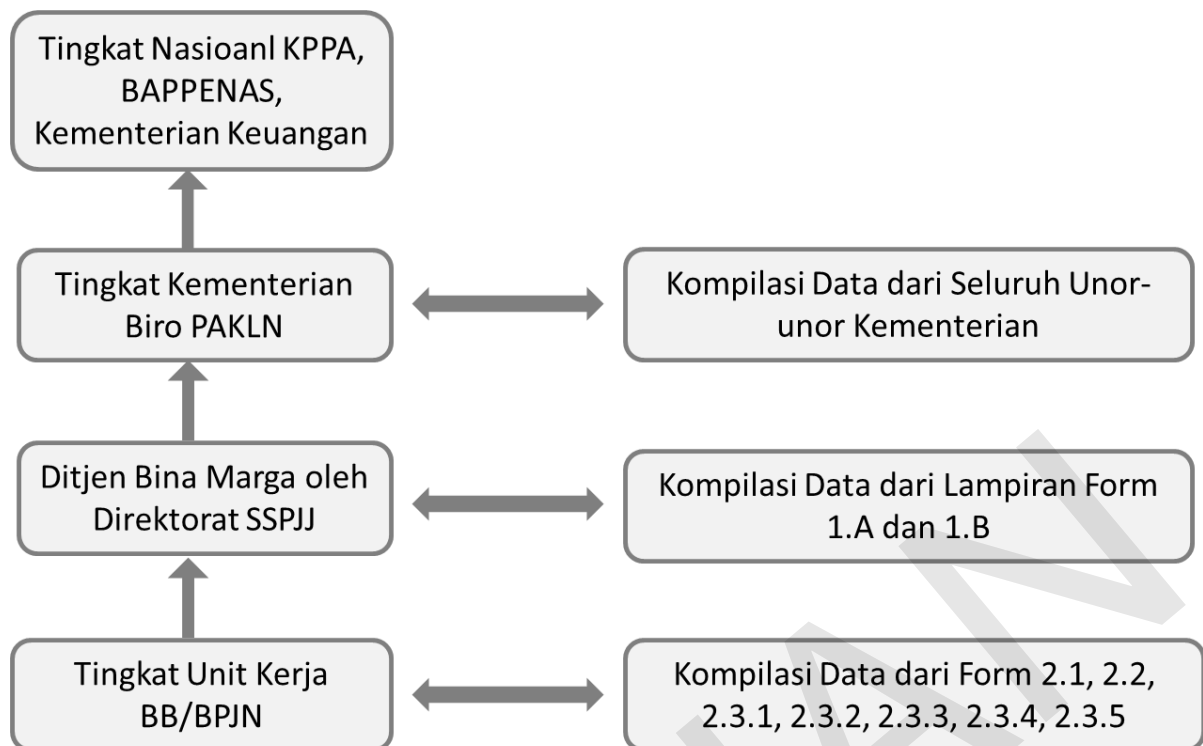 Tingkat Nasioanl KPPA,
BAPPENAS,
Kementerian Keuangan
Tingkat Kementerian
Biro PAKLN
Kompilasi Data dari Seluruh Unor-
unor Kementerian
Ditjen Bina Marga oleh
Direktorat SSPJJ
Kompilasi Data dari Lampiran Form
1.A dan 1.B
Tingkat Unit Kerja
BB/BPJN
Kompilasi Data dari Form 2.1, 2.2,
2.3.1, 2.3.2, 2.3.3, 2.3.4, 2.3.5